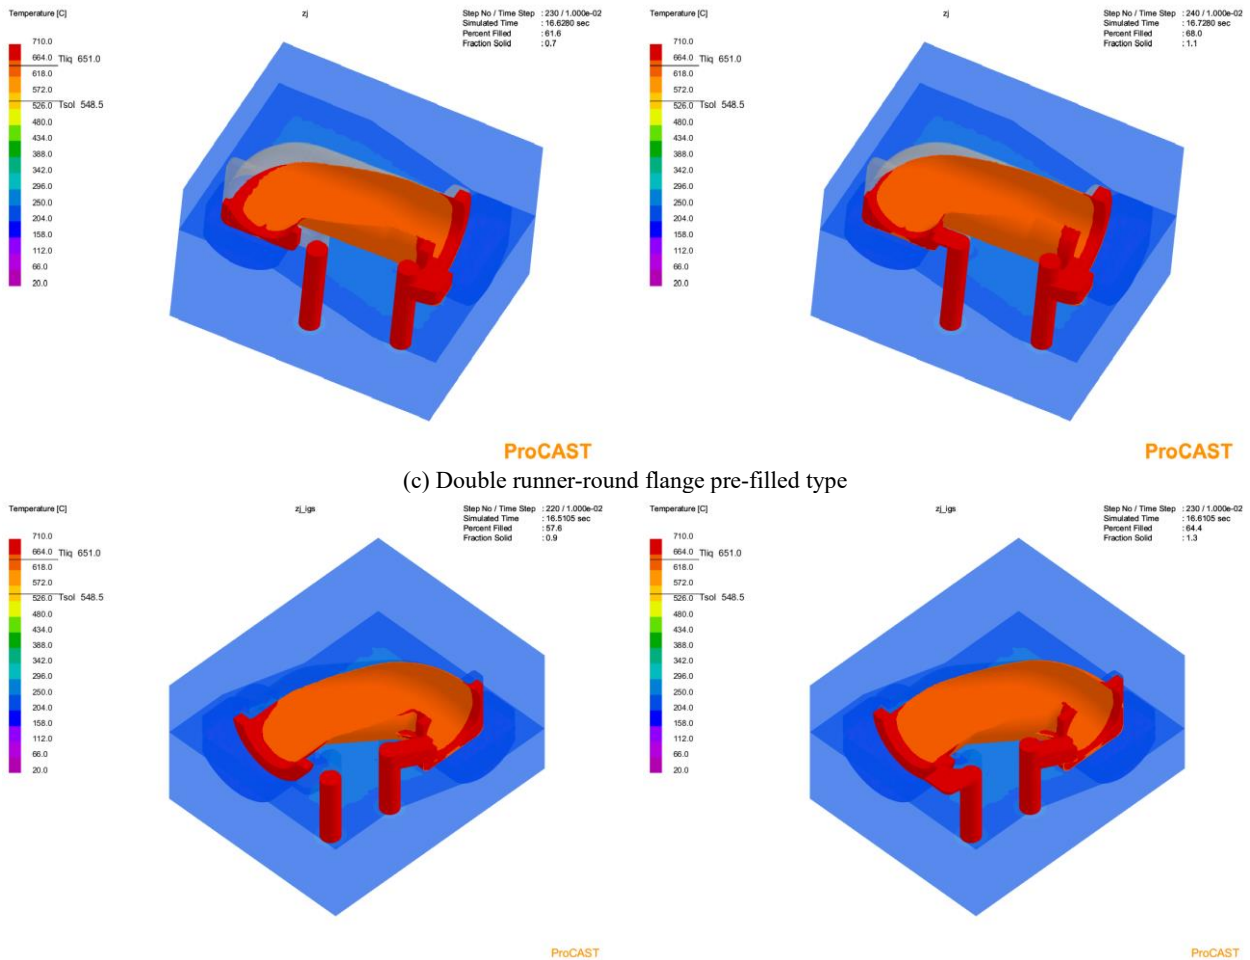 Temperature [C]
zj
Step No / Time Step : 230 / 1.000e-02
Simulated Time : 16.6280 sec
Percent Filled : 61.6
Fraction Solid : 0.7
710.0
664.0 Tliq 651.0
618.0
572.0
526.0 Tsol 548.5
480.0
434.0
388.0
342.0
296.0
250.0
204.0
158.0
112.0
66.0
20.0
ProCAST
Temperature [C]
zj
Step No / Time Step : 240 / 1.000e-02
Simulated Time : 16.7280 sec
Percent Filled : 68.0
Fraction Solid : 1.1
710.0
664.0 Tliq 651.0
618.0
572.0
526.0 Tsol 548.5
480.0
434.0
388.0
342.0
296.0
250.0
204.0
158.0
112.0
66.0
20.0
ProCAST
(c) Double runner-round flange pre-filled type
Temperature [C]
zj_igs
Step No / Time Step : 220 / 1.000e-02
Simulated Time : 16.5105 sec
Percent Filled : 57.6
Fraction Solid : 0.9
710.0
664.0 Tliq 651.0
618.0
572.0
526.0 Tsol 548.5
480.0
434.0
388.0
342.0
296.0
250.0
204.0
158.0
112.0
66.0
20.0
ProCAST
Temperature [C]
zj_igs
Step No / Time Step : 230 / 1.000e-02
Simulated Time : 16.6105 sec
Percent Filled : 64.4
Fraction Solid : 1.3
710.0
664.0 Tliq 651.0
618.0
572.0
526.0 Tsol 548.5
480.0
434.0
388.0
342.0
296.0
250.0
204.0
158.0
112.0
66.0
20.0
ProCAST